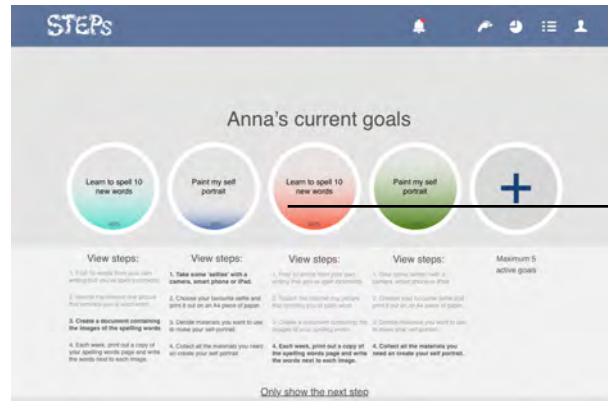 STEPs
Anna's current goals
Learn to spell 10
new words
Paint my self
portrait
Learn to spell 10
new words
Paint my self
portrait
View steps:
View steps:
View steps:
View steps:
Maximum 5
active goals
1. Take some 'selfies' with a
camera, smart phone or iPad.
2. Choose your favourite selfie and
print it out on an A4 piece of paper.
3. Create a document containing
the images of the spelling words
3. Decide materials you want to use
to make your self portrait.
4. Each week, print out a copy of
your spelling words page and write
the words next to each image.
4. Collect all the materials you need
an create your self portrait.
4. Each week, print out a copy of
the spelling words page and write
the words next to each image.
4. Collect all the materials you
need an create your self portrait.
Only show the next step